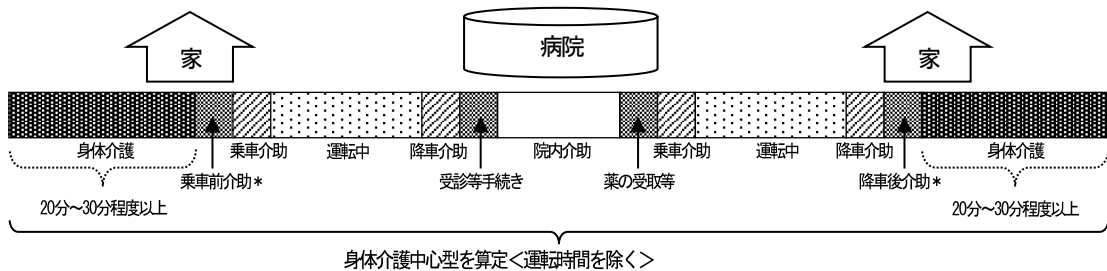 家
病院
家
身体介護
乗車介助
運転中
降車介助
院内介助
乗車介助
運転中
降車介助
身体介護
乗車前介助*
受診等手続き
薬の受取等
降車後介助*
20分～30分程度以上
20分～30分程度以上
身体介護中心型を算定＜運転時間を除く＞